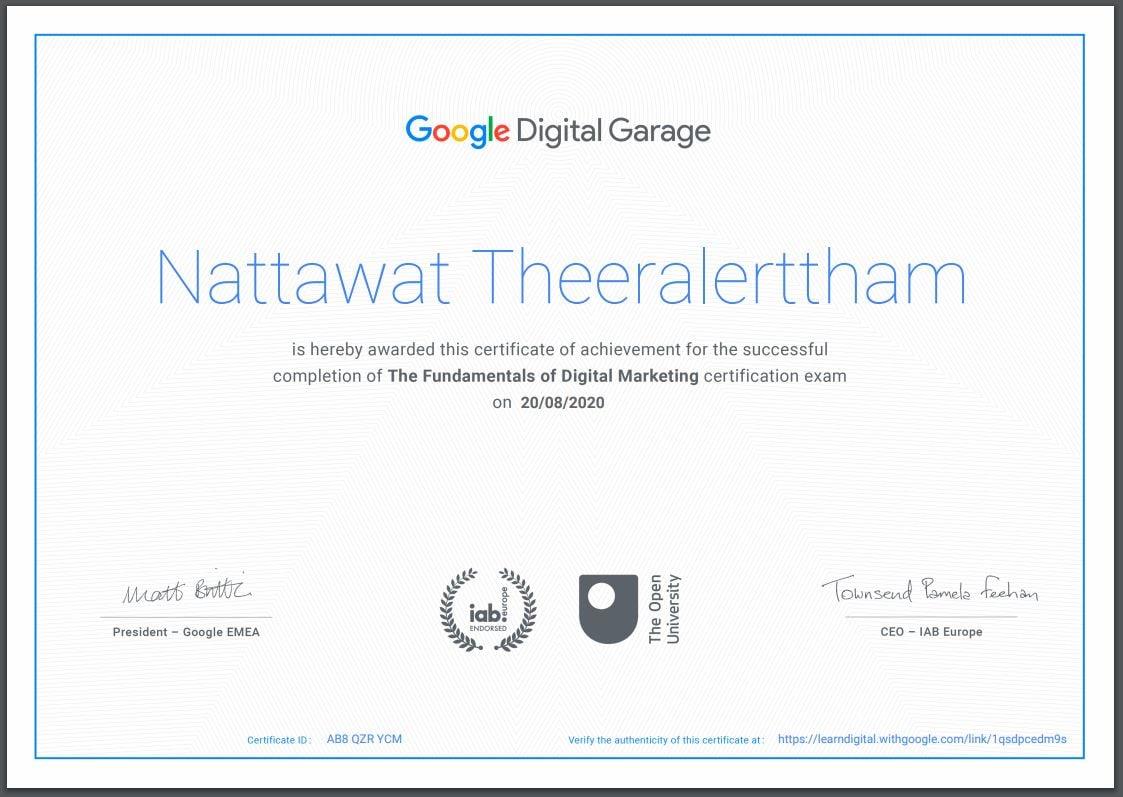 Google Digital Garage
Nattawat Theeralerttham
is hereby awarded this certificate of achievement for the successful
completion of The Fundamentals of Digital Marketing certification exam
on 20/08/2020
Matt Brittin
Townsend Pamela Feehan
iab.
europe
ENDORSED
The Open
University
President – Google EMEA
CEO – IAB Europe
Certificate ID : AB8 QZR YCM
Verify the authenticity of this certificate at : https://learndigital.withgoogle.com/link/1qsdpcedm9s